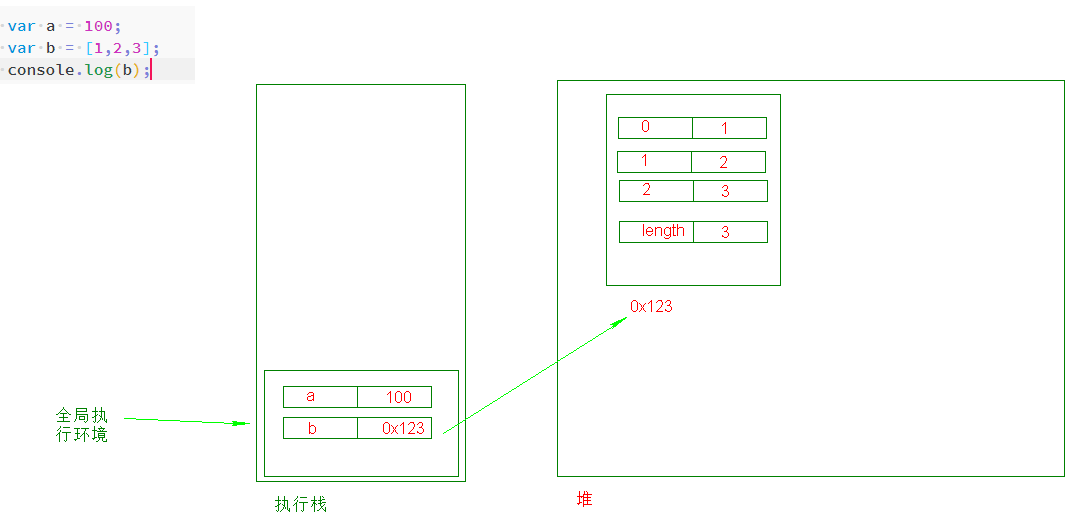 var a = 100;
var b = [1,2,3];
console.log(b);
0 1
1 2
2 3
length 3
0x123
a 100
b 0x123
全局执
行环境
执行栈
堆